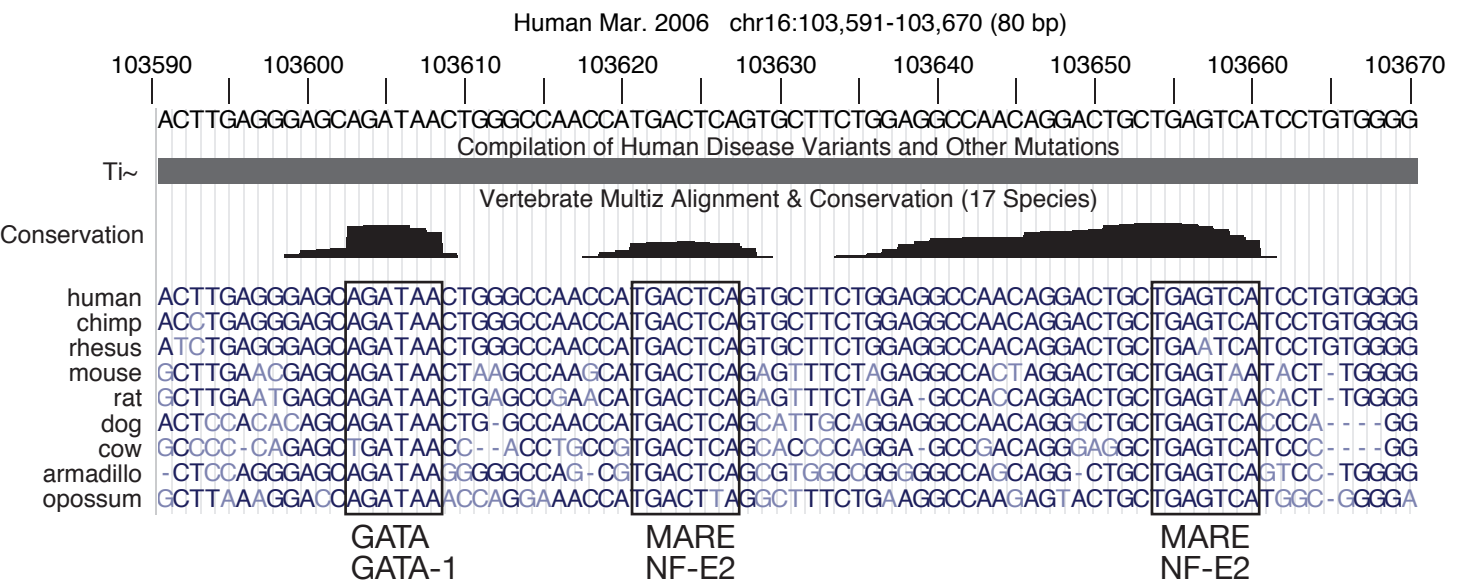 Human Mar. 2006 chr16:103,591-103,670 (80 bp)
103590 103600 103610 103620 103630 103640 103650 103660 103670
ACTTGAGGGAGCAGATAACTGGGCCAACCATGACTCAGTGCTTCTGGAGGCCAACAGGACTGCTGAGTCATCCTGTGGGG
Compilation of Human Disease Variants and Other Mutations
Ti~
Vertebrate Multiz Alignment & Conservation (17 Species)
Conservation
human ACTTGAGGGAGCAGATAACTGGGCCAACCATGACTCAGTGCTTCTGGAGGCCAACAGGACTGCTGAGTCATCCTGTGGGG
chimp ACCTGAGGGAGCAGATAACTGGGCCAACCATGACTCAGTGCTTCTGGAGGCCAACAGGACTGCTGAGTCATCCTGTGGGG
rhesus ATCTGAGGGAGCAGATAACTGGGCCAACCATGACTCAGTGCTTCTGGAGGCCAACAGGACTGCTGAATCATCCTGTGGGG
mouse GCTTGAACGAGCAGATAACTAAGCCAAGCATGACTCAGAGTTTCTAGAGGCCACTAGGACTGCTGAGTAATACT-TGGGG
rat GCTTGAATGAGCAGATAACTGAGCCGAACATGACTCAGAGTTTCTAGA-GCCACCAGGACTGCTGAGTAACACT-TGGGG
dog ACTCCACACAGCAGATAACTG-GCCAACCATGACTCAGCATTGCAGGAGGCCAACAGGGCTGCTGAGTCACCCA----GG
cow GCCCC-CAGAGCTGATAACC--ACCTGCCGTGACTCAGCACCCCAGGA-GCCGACAGGGAGGCTGAGTCATCCC----GG
armadillo -CTCCAGGGAGCAGATAAGGGGGCCAG-CGTGACTCAGCGTGGCCGGGGGCCAGCAGG-CTGCTGAGTCAGTCC-TGGGG
opossum GCTTAAAGGACCAGATAAACCAGGAAACCATGACTTAGGCTTTCTGAAGGCCAAGAGTACTGCTGAGTCATGGC-GGGGA
GATA MARE MARE
GATA-1 NF-E2 NF-E2